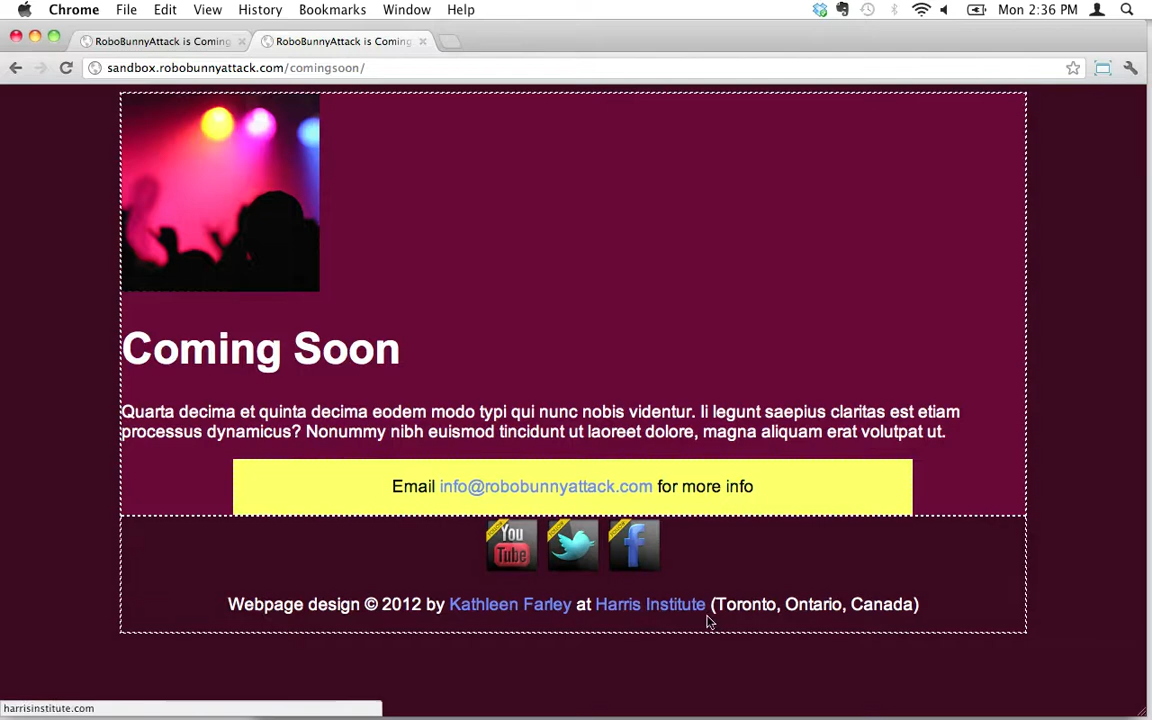 Chrome File Edit View History Bookmarks Window Help Mon 2:36 PM
RoboBunnyAttack is Coming RoboBunnyAttack is Coming
sandbox.robobunnyattack.com/comingsoon/
Coming Soon
Quarta decima et quinta decima eodem modo typi qui nunc nobis videntur. Ii legunt saepius claritas est etiam
processus dynamicus? Nonummy nibh euismod tincidunt ut laoreet dolore, magna aliquam erat volutpat ut.
Email info@robobunnyattack.com for more info
FOLLOW You Tube FOLLOW FOLLOW f
Webpage design © 2012 by Kathleen Farley at Harris Institute (Toronto, Ontario, Canada)
harrisinstitute.com